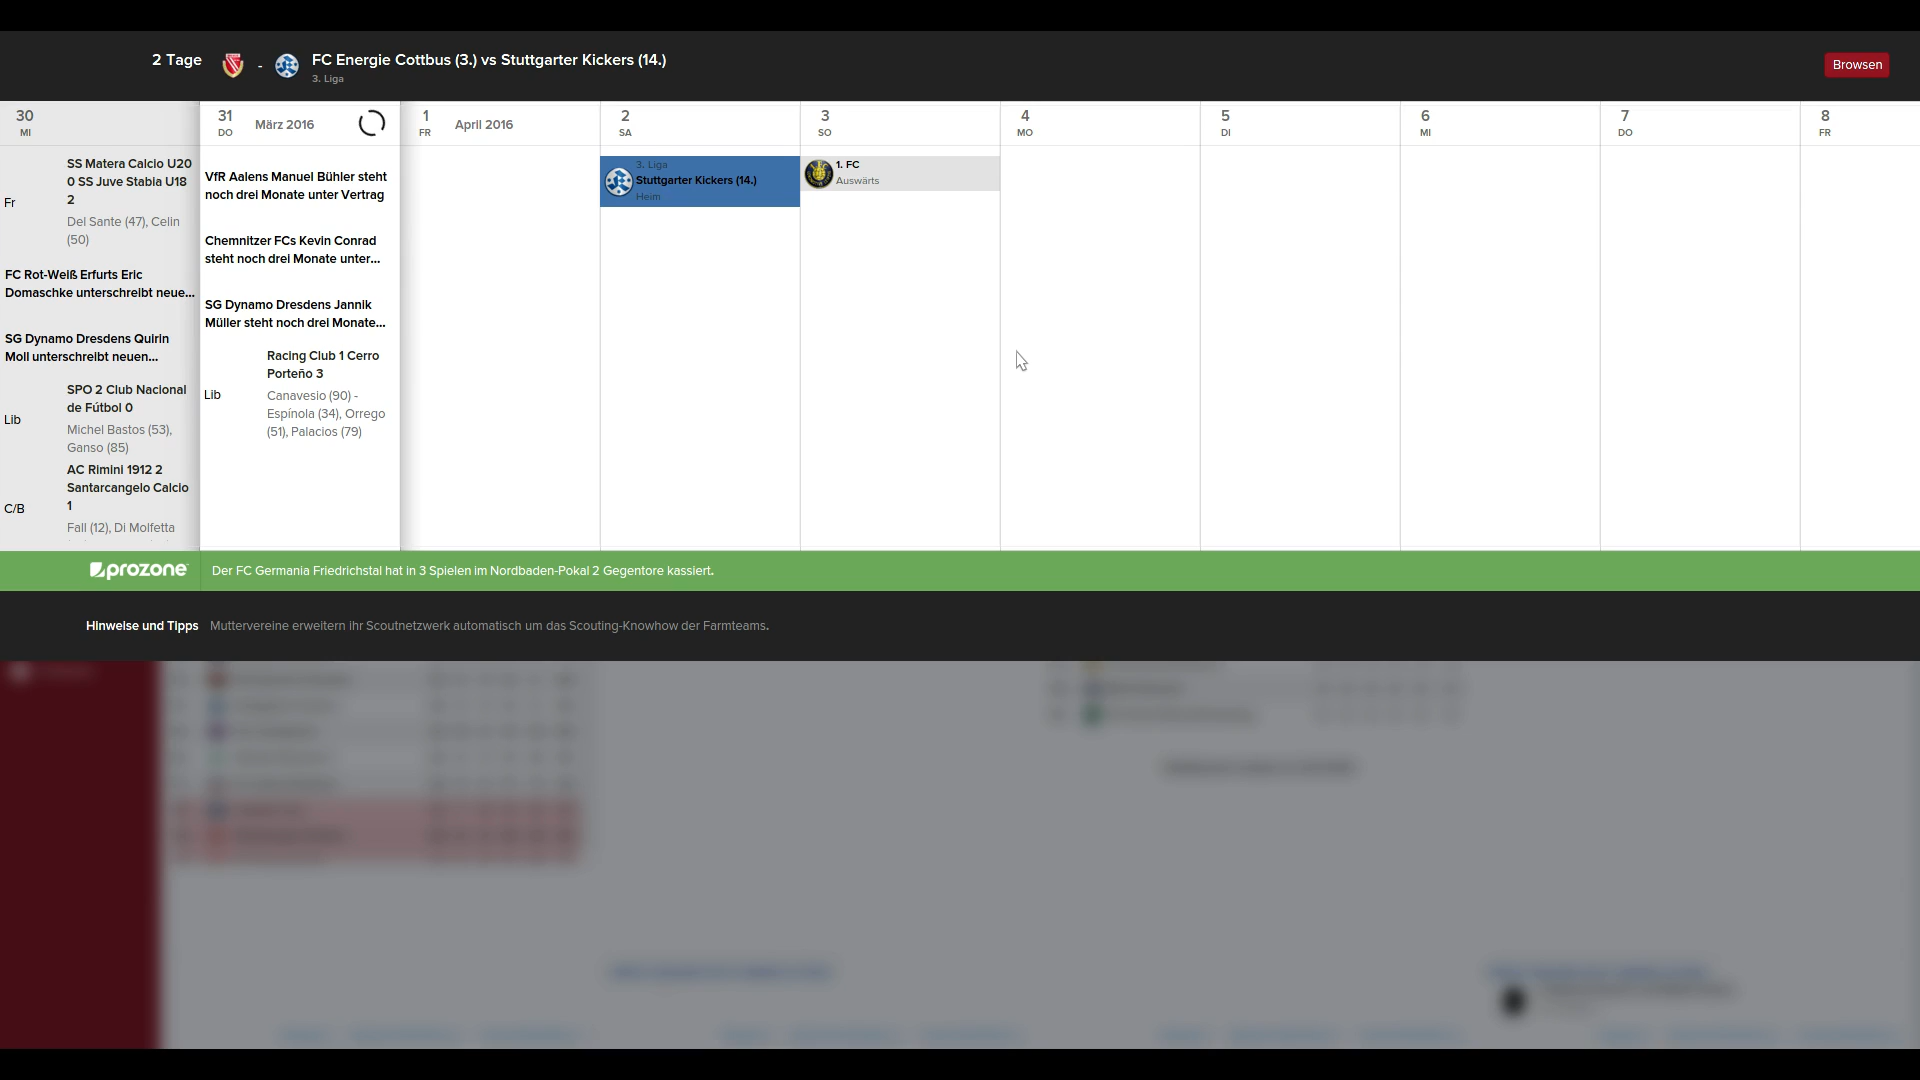 2 Tage
-
FC Energie Cottbus (3.) vs Stuttgarter Kickers (14.)
3. Liga
Browsen
30
MI
31
DO
März 2016
1
FR
April 2016
2
SA
3
SO
4
MO
5
DI
6
MI
7
DO
8
FR
Fr
SS Matera Calcio U20
0 SS Juve Stabia U18
2
Del Sante (47), Celin
(50)
FC Rot-Weiß Erfurts Eric
Domaschke unterschreibt neue...
SG Dynamo Dresdens Quirin
Moll unterschreibt neuen...
Lib
SPO 2 Club Nacional
de Fútbol 0
Michel Bastos (53),
Ganso (85)
C/B
AC Rimini 1912 2
Santarcangelo Calcio
1
Fall (12), Di Molfetta
VfR Aalens Manuel Bühler steht
noch drei Monate unter Vertrag
Chemnitzer FCs Kevin Conrad
steht noch drei Monate unter...
SG Dynamo Dresdens Jannik
Müller steht noch drei Monate...
Lib
Racing Club 1 Cerro
Porteño 3
Canavesio (90) -
Espínola (34), Orrego
(51), Palacios (79)
3. Liga
Stuttgarter Kickers (14.)
Heim
1. FC
Auswärts
prozone
Der FC Germania Friedrichstal hat in 3 Spielen im Nordbaden-Pokal 2 Gegentore kassiert.
Hinweise und Tipps
Muttervereine erweitern ihr Scoutnetzwerk automatisch um das Scouting-Knowhow der Farmteams.